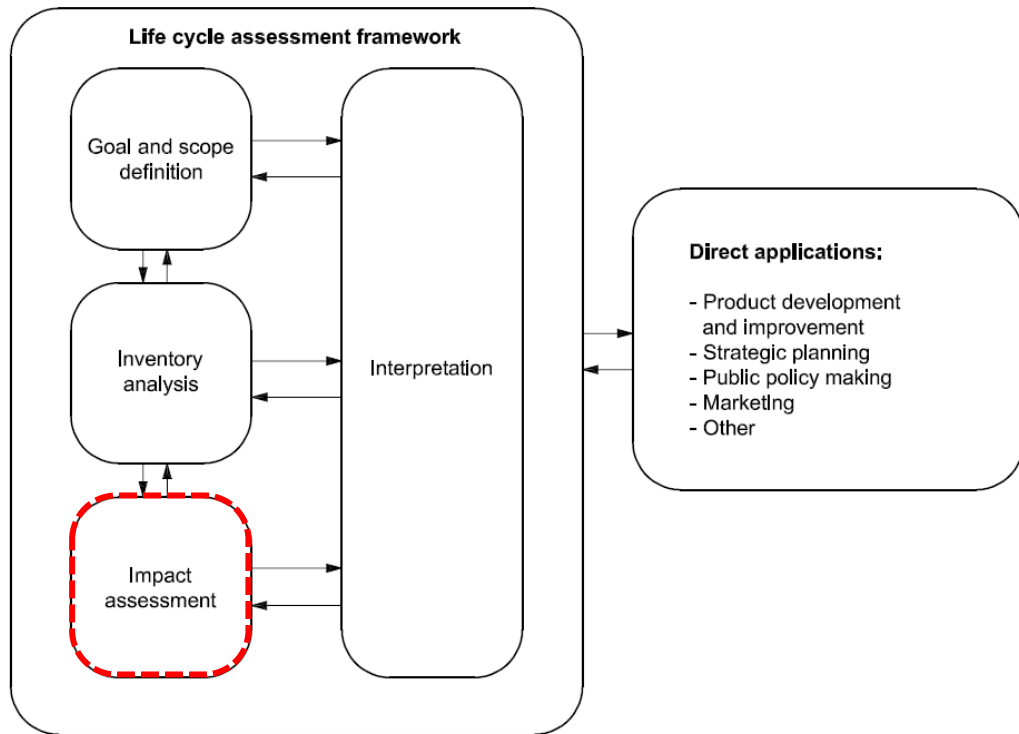 Life cycle assessment framework
Goal and scope
definition
Inventory
analysis
Impact
assessment
Interpretation
Direct applications:
- Product development
and improvement
- Strategic planning
- Public policy making
- Marketing
- Other